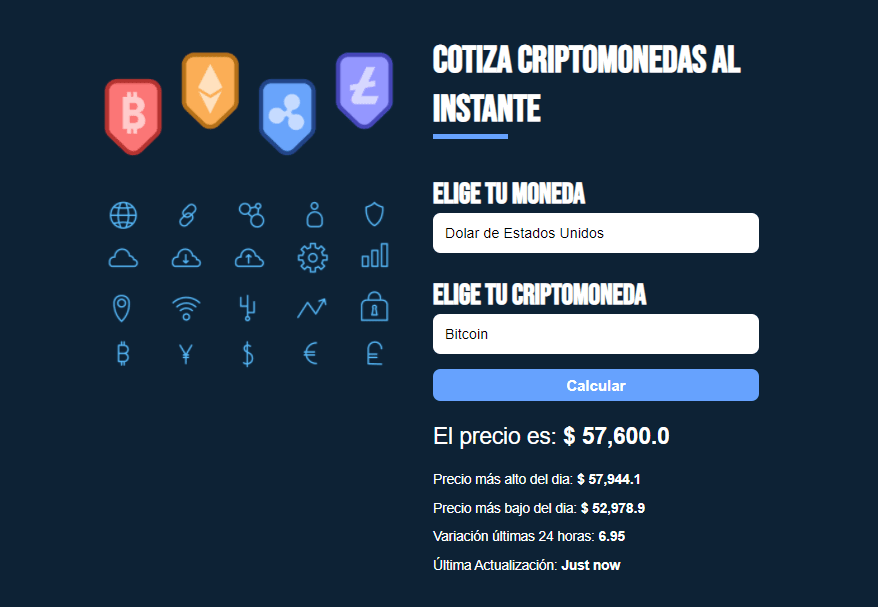 COTIZA CRIPTOMONEDAS AL
INSTANTE
ELIGE TU MONEDA
Dolar de Estados Unidos
ELIGE TU CRIPTOMONEDA
Bitcoin
Calcular
El precio es: $ 57,600.0
Precio más alto del dia: $ 57,944.1
Precio más bajo del dia: $ 52,978.9
Variación últimas 24 horas: 6.95
Última Actualización: Just now